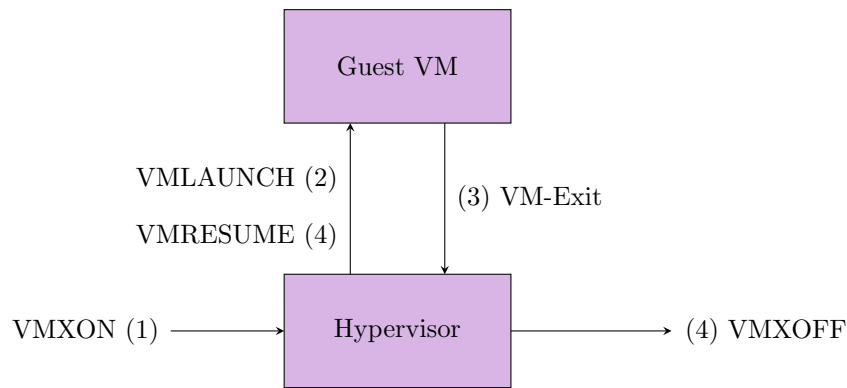 Guest VM
VMLAUNCH (2)
(3) VM-Exit
VMRESUME (4)
VMXON (1)
Hypervisor
(4) VMXOFF